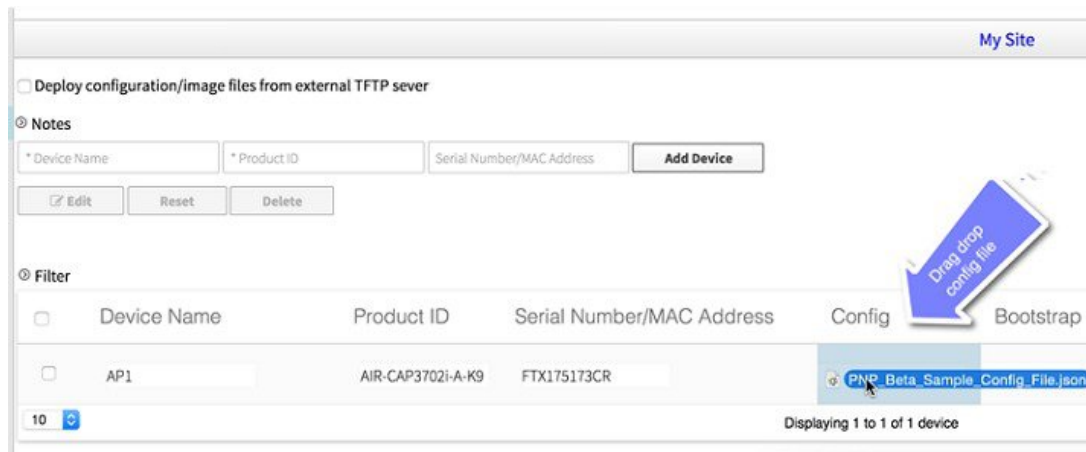 My Site
Deploy configuration/image files from external TFTP sever
Notes
* Device Name * Product ID Serial Number/MAC Address Add Device
Edit Reset Delete
Drag drop
config file
Filter
Device Name Product ID Serial Number/MAC Address Config Bootstrap
AP1 AIR-CAP3702i-A-K9 FTX175173CR PNP_Beta_Sample_Config_File.json
10 Displaying 1 to 1 of 1 device